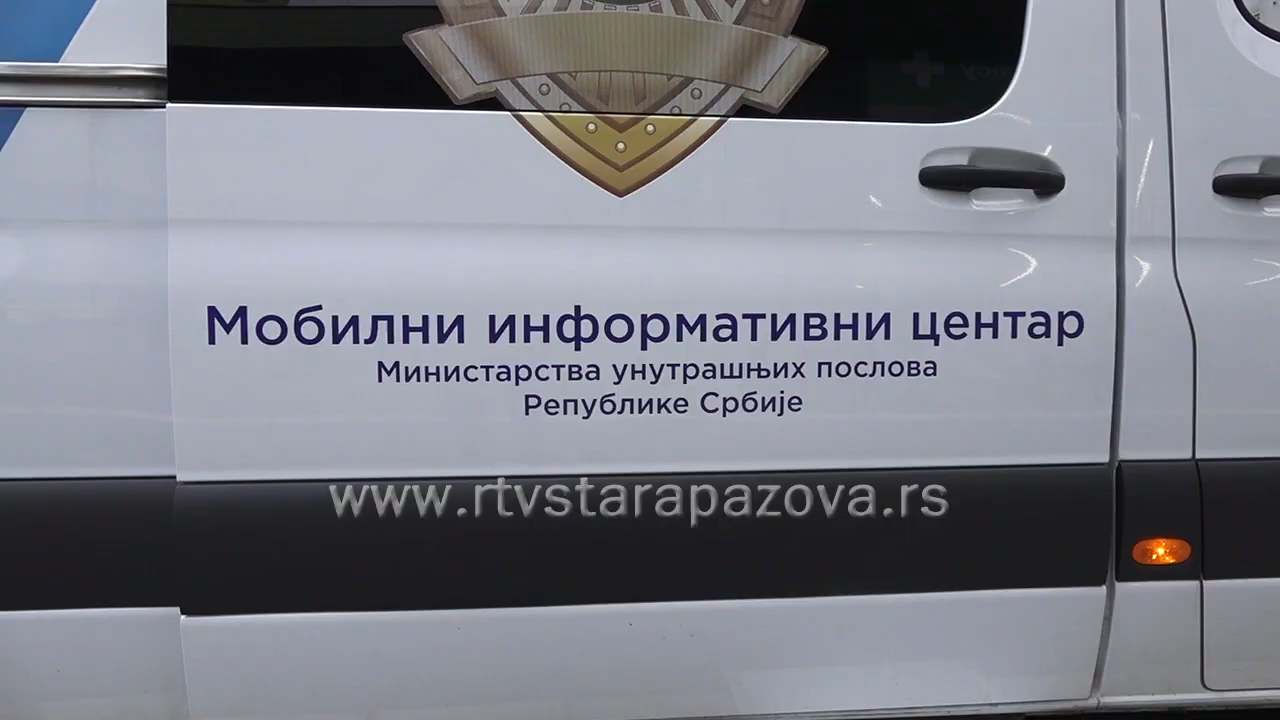 Мобилни информативни центар
Министарства унутрашњих послова
Републике Србије
www.rtvstarapazova.rs